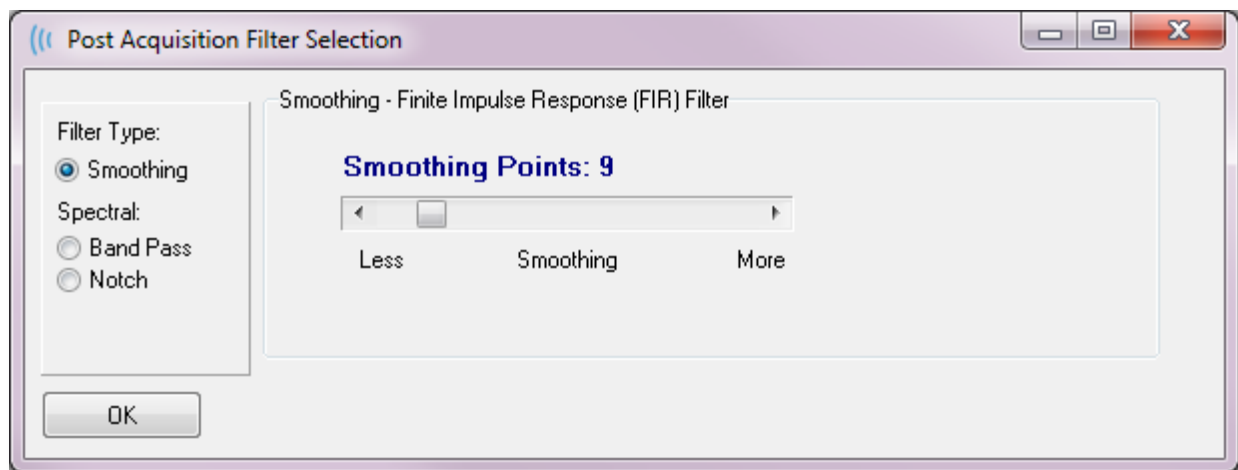 Post Acquisition Filter Selection
Filter Type:
Smoothing
Spectral:
Band Pass
Notch
OK
Smoothing - Finite Impulse Response (FIR) Filter
Smoothing Points: 9
Less Smoothing More